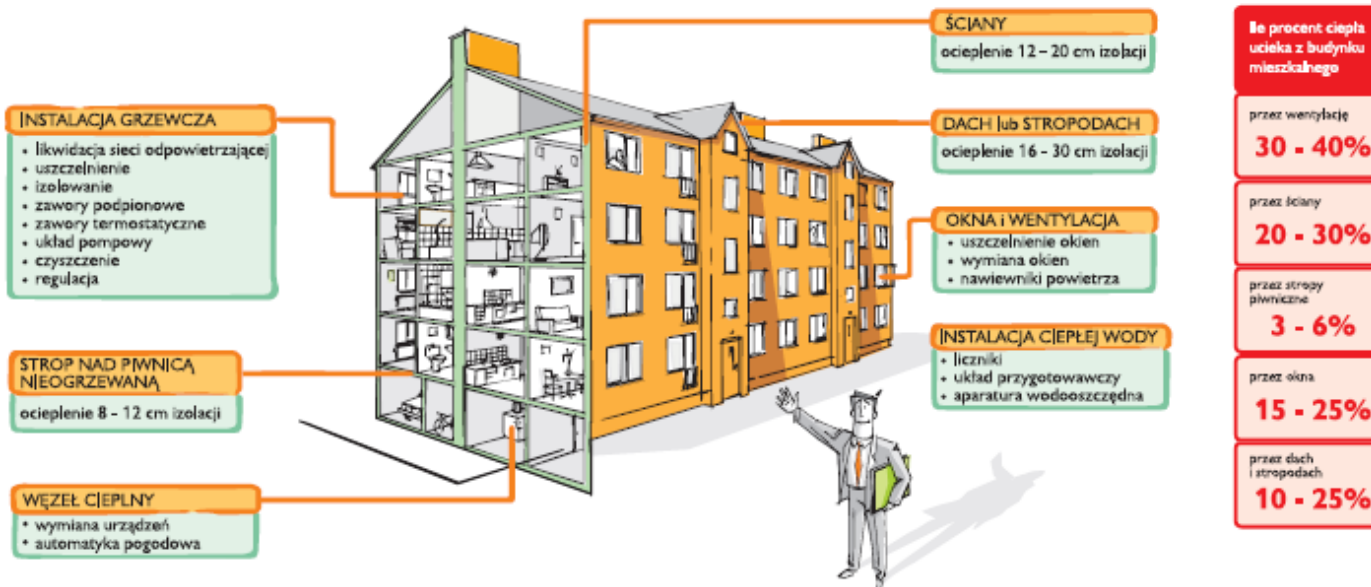 INSTALACJA GRZEWCZA
• likwidacja sieci odpowietrzającej
• uszczelnienie
• izolowanie
• zawory podpionowe
• zawory termostatyczne
• układ pompowy
• czyszczenie
• regulacja
STROP NAD PIWNICĄ
NIEOGRZEWANĄ
ocieplenie 8 - 12 cm izolacji
WĘZEŁ CIEPLNY
• wymiana urządzeń
• automatyka pogodowa
ŚCIANY
ocieplenie 12 - 20 cm izolacji
DACH lub STROPODACH
ocieplenie 16 - 30 cm izolacji
OKNA i WENTYLACJA
• uszczelnienie okien
• wymiana okien
• nawiewniki powietrza
INSTALACJA CIEPŁEJ WODY
• liczniki
• układ przygotowawczy
• aparatura wodooszczędna
Ile procent ciepła
ucieka z budynku
mieszkalnego
przez wentylację
30 - 40%
przez ściany
20 - 30%
przez stropy
piwniczne
3 - 6%
przez okna
15 - 25%
przez dach
i stropodach
10 - 25%